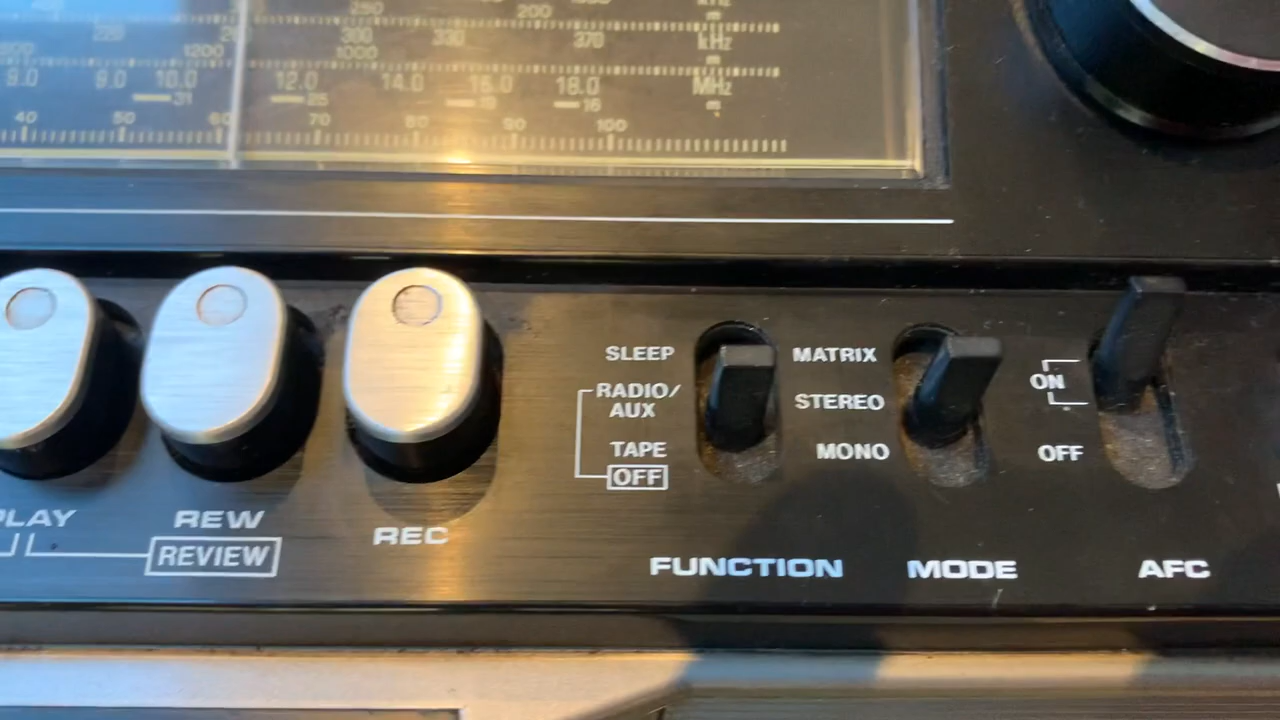 250 200 kHz
m
220 300 330 370 kHz
1200 1000 m
8.0 9.0 10.0 12.0 14.0 16.0 18.0 MHz
31 25 19 16 m
40 50 60 70 80 90 100
SLEEP
RADIO/
AUX
TAPE
OFF
MATRIX
STEREO
MONO
ON
OFF
PLAY REW REC
REVIEW
FUNCTION MODE AFC